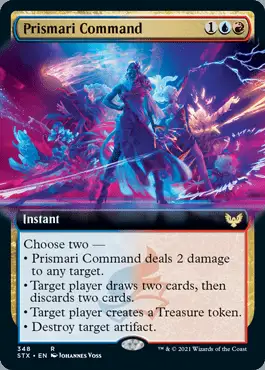 Prismari Command 1
Instant
Choose two —
• Prismari Command deals 2 damage
to any target.
• Target player draws two cards, then
discards two cards.
• Target player creates a Treasure token.
• Destroy target artifact.
348 R
STX • EN Johannes Voss ™ & © 2021 Wizards of the Coast